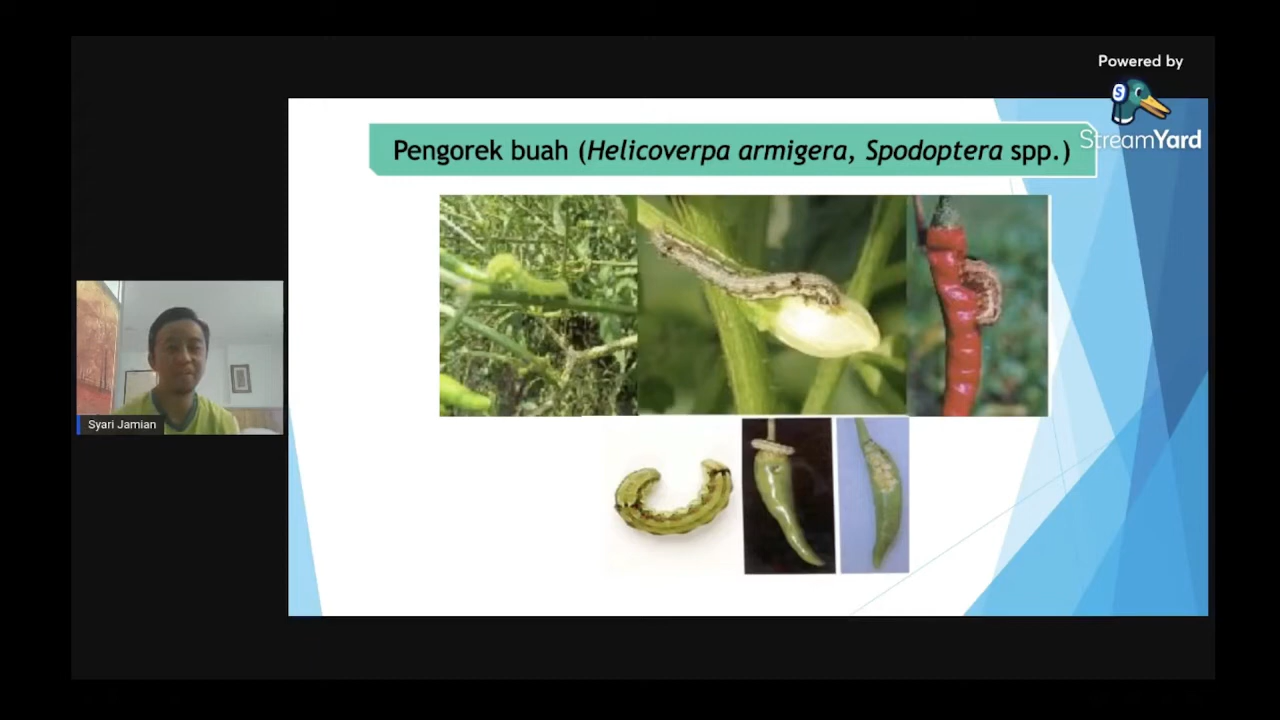 Powered by
S
StreamYard
Pengorek buah (Helicoverpa armigera, Spodoptera spp.)
Syari Jamian